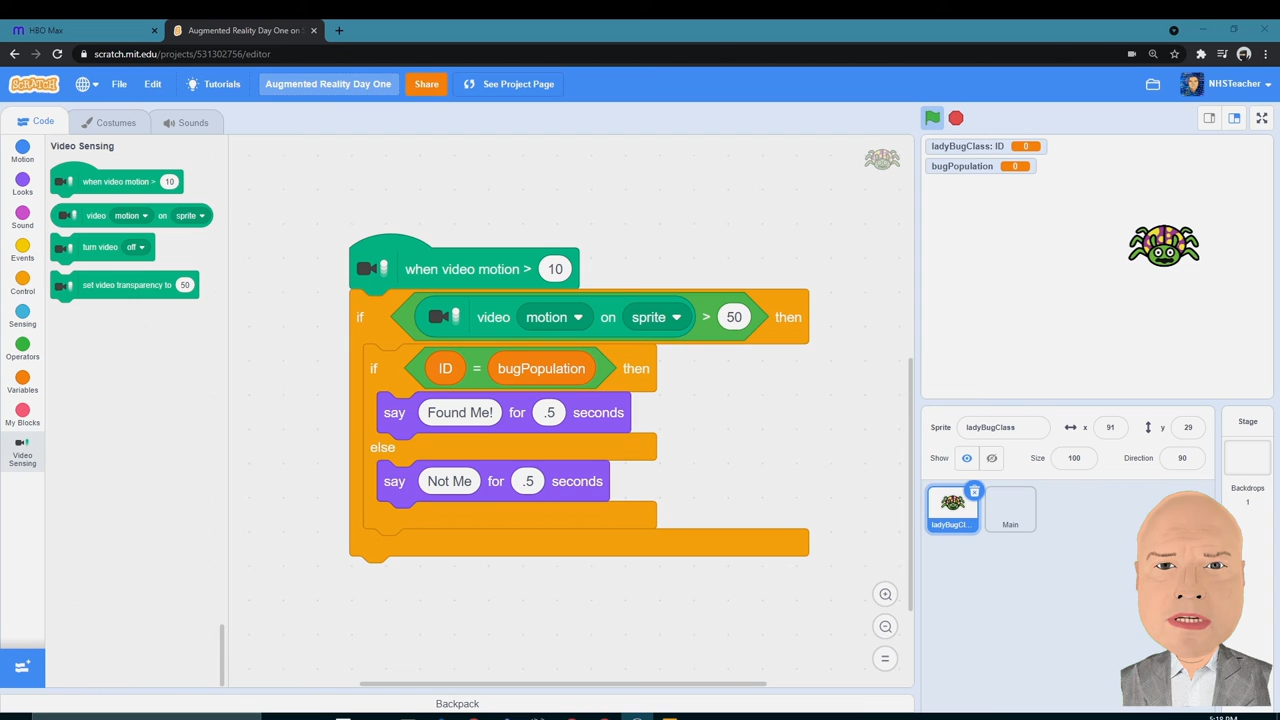 HBO Max
Augmented Reality Day One on S
scratch.mit.edu/projects/531302756/editor
SCRATCH File Edit Tutorials Augmented Reality Day One Share See Project Page NHSTeacher
Code Costumes Sounds
Motion
Looks
Sound
Events
Control
Sensing
Operators
Variables
My Blocks
Video
Sensing
Video Sensing
when video motion > 10
video motion on sprite
turn video off
set video transparency to 50
when video motion > 10
if video motion on sprite > 50 then
if ID = bugPopulation then
say Found Me! for .5 seconds
else
say Not Me for .5 seconds
Backpack
ladyBugClass: ID 0
bugPopulation 0
Sprite ladyBugClass x 91 y 29
Show Size 100 Direction 90
ladyBugCl...
Main
Stage
Backdrops
1
5:18 PM